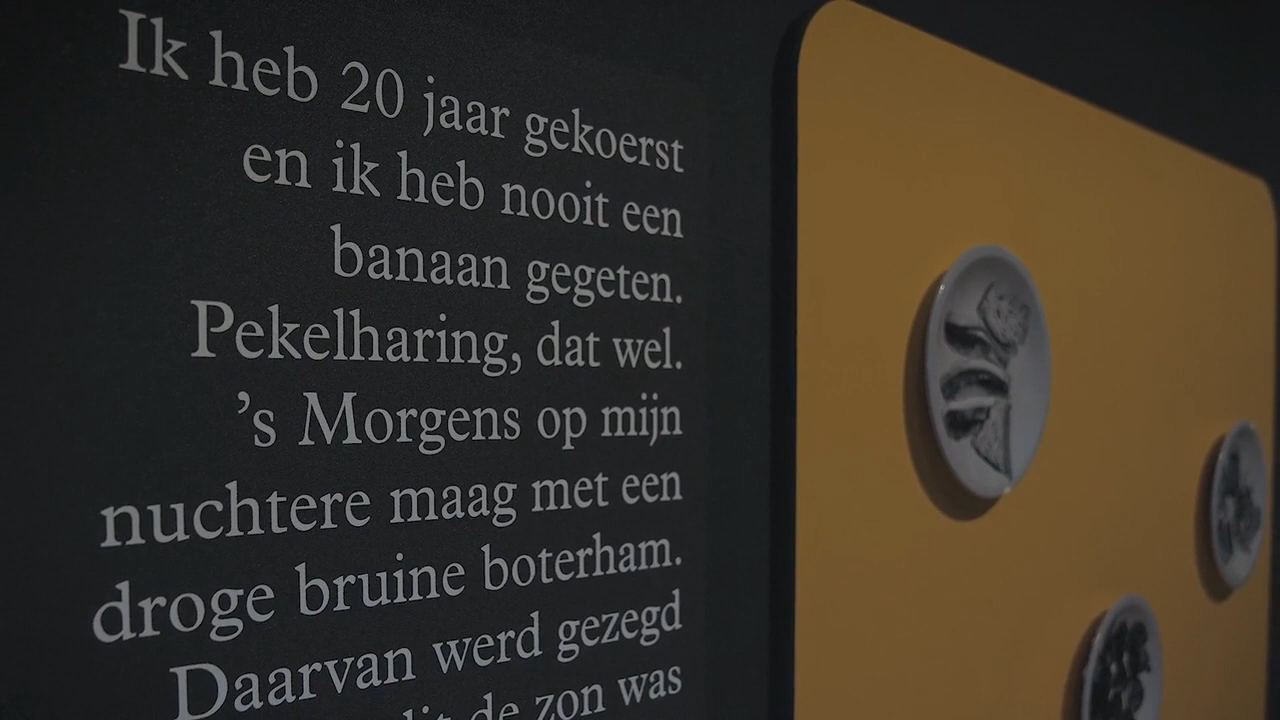 Ik heb 20 jaar gekoerst
en ik heb nooit een
banaan gegeten.
Pekelharing, dat wel.
’s Morgens op mijn
nuchtere maag met een
droge bruine boterham.
Daarvan werd gezegd
de zon was